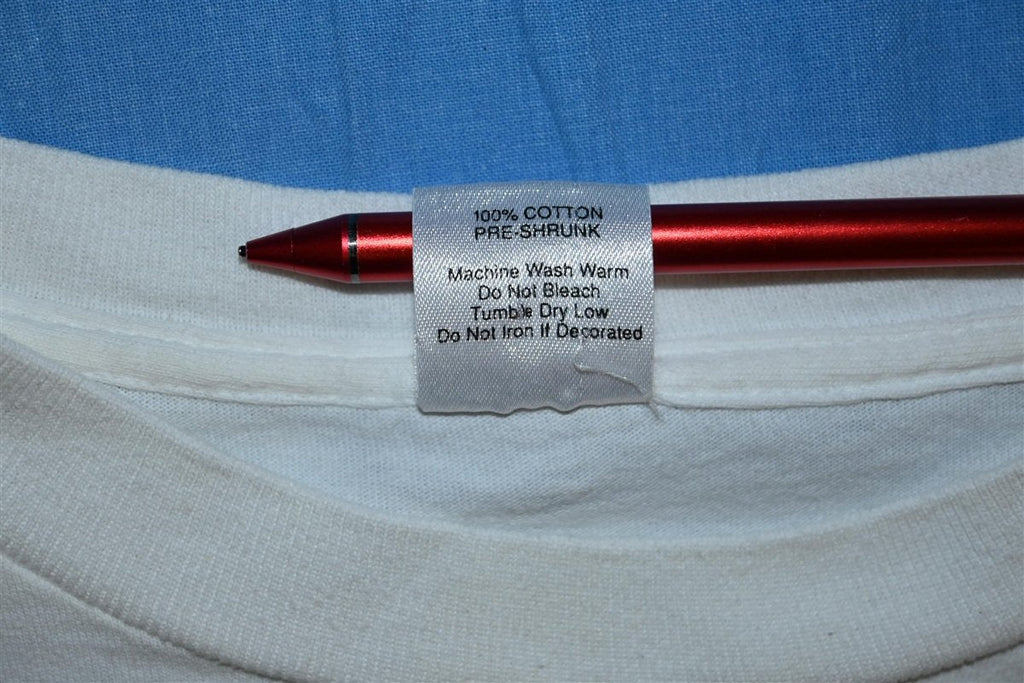 100% COTTON
PRE-SHRUNK
Machine Wash Warm
Do Not Bleach
Tumble Dry Low
Do Not Iron If Decorated